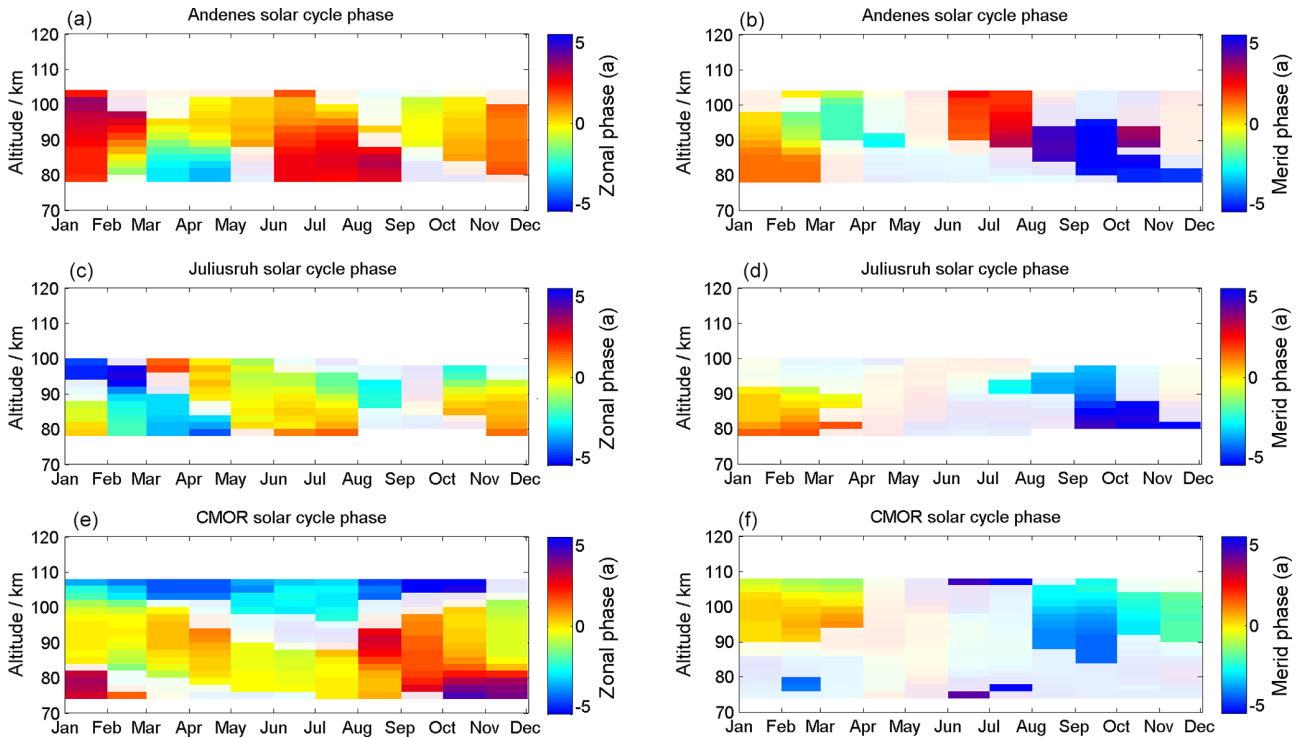 (a) Andenes solar cycle phase
120
110
100
90
80
70
Altitude / km
Jan Feb Mar Apr May Jun Jul Aug Sep Oct Nov Dec
5
0
-5
Zonal phase (a)
(b) Andenes solar cycle phase
120
110
100
90
80
70
Altitude / km
Jan Feb Mar Apr May Jun Jul Aug Sep Oct Nov Dec
5
0
-5
Merid phase (a)
(c) Juliusruh solar cycle phase
120
110
100
90
80
70
Altitude / km
Jan Feb Mar Apr May Jun Jul Aug Sep Oct Nov Dec
5
0
-5
Zonal phase (a)
(d) Juliusruh solar cycle phase
120
110
100
90
80
70
Altitude / km
Jan Feb Mar Apr May Jun Jul Aug Sep Oct Nov Dec
5
0
-5
Merid phase (a)
(e) CMOR solar cycle phase
120
110
100
90
80
70
Altitude / km
Jan Feb Mar Apr May Jun Jul Aug Sep Oct Nov Dec
5
0
-5
Zonal phase (a)
(f) CMOR solar cycle phase
120
110
100
90
80
70
Altitude / km
Jan Feb Mar Apr May Jun Jul Aug Sep Oct Nov Dec
5
0
-5
Merid phase (a)